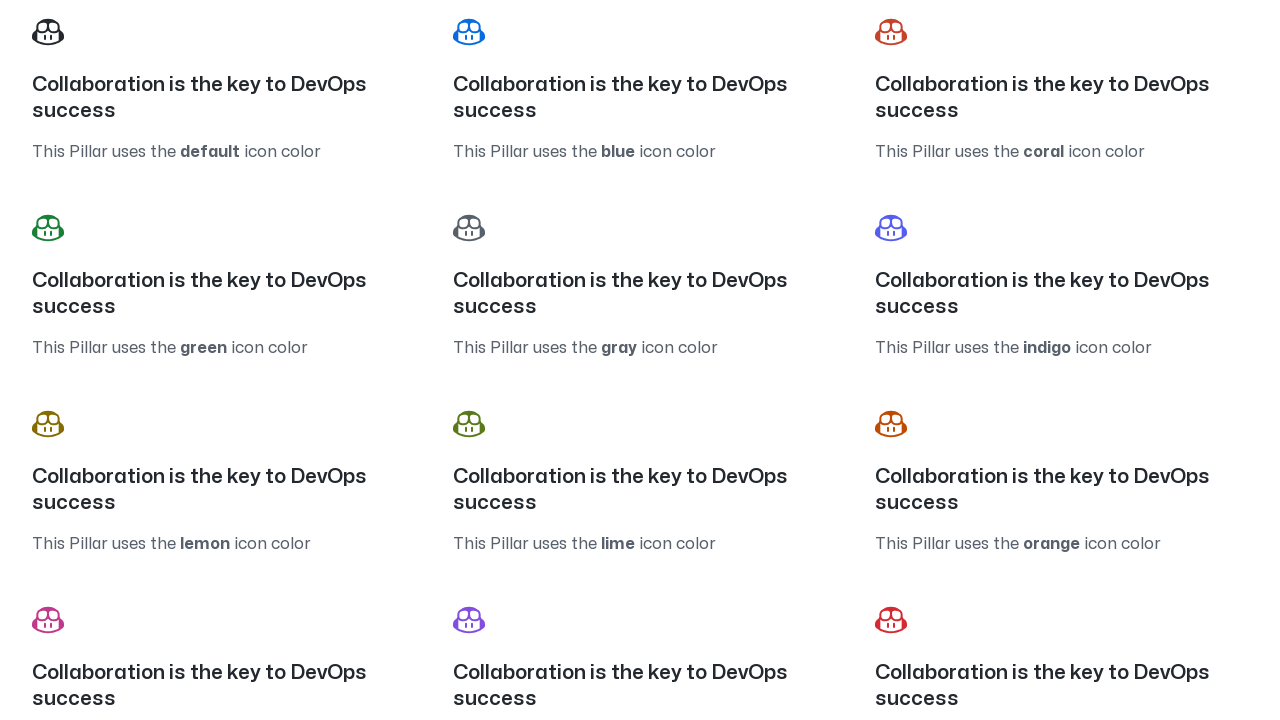 Collaboration is the key to DevOps
success
This Pillar uses the default icon color
Collaboration is the key to DevOps
success
This Pillar uses the blue icon color
Collaboration is the key to DevOps
success
This Pillar uses the coral icon color
Collaboration is the key to DevOps
success
This Pillar uses the green icon color
Collaboration is the key to DevOps
success
This Pillar uses the gray icon color
Collaboration is the key to DevOps
success
This Pillar uses the indigo icon color
Collaboration is the key to DevOps
success
This Pillar uses the lemon icon color
Collaboration is the key to DevOps
success
This Pillar uses the lime icon color
Collaboration is the key to DevOps
success
This Pillar uses the orange icon color
Collaboration is the key to DevOps
success
Collaboration is the key to DevOps
success
Collaboration is the key to DevOps
success